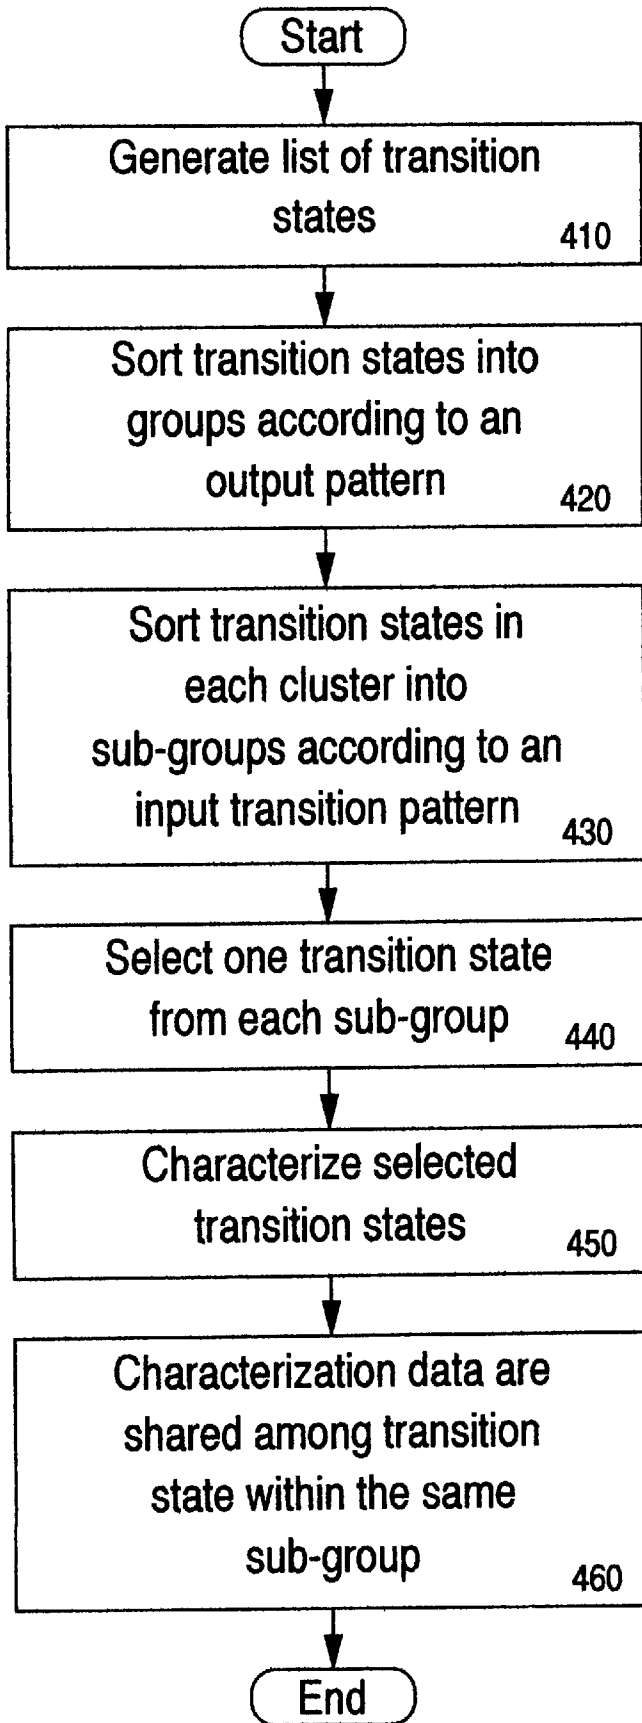 Start
Generate list of transition
states
410
Sort transition states into
groups according to an
output pattern
420
Sort transition states in
each cluster into
sub-groups according to an
input transition pattern
430
Select one transition state
from each sub-group
440
Characterize selected
transition states
450
Characterization data are
shared among transition
state within the same
sub-group
460
End